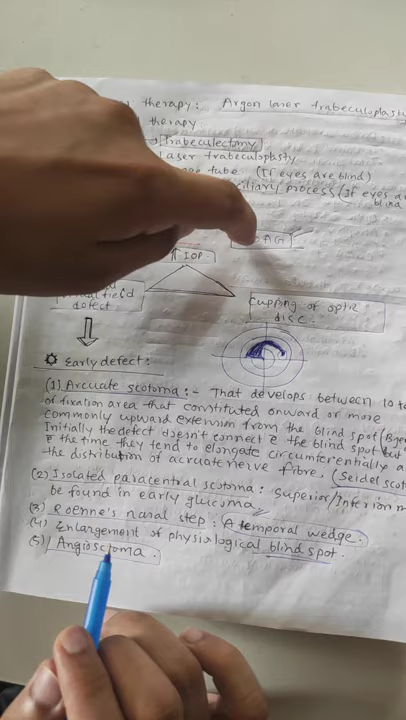 therapy: Argon laser trabeculoplasty
therapy
→ Trabeculectomy
Laser trabeculoplasty
tube (If eyes are blind)
ciliary process (If eyes are
blind
↑ IOP
field
defect
Cupping of optic
disc.
Early defect:
(1) Arcuate scotoma: - That develops between 10 to
of fixation area that constituted onward or more
commonly upward extension from the blind spot
Initially the defect doesn't connect c̄ the blind spot but
c̄ the time they tend to elongate circumferentially a
the distribution of acruate nerve fibre. (Seidel scot
(2) Isolated paracentral scotoma: Superior/Inferior
be found in early glucoma.
(3) Roenne's nasal step: A temporal wedge.
(4) Enlargement of physiological blind spot.
(5) Angioscotoma.